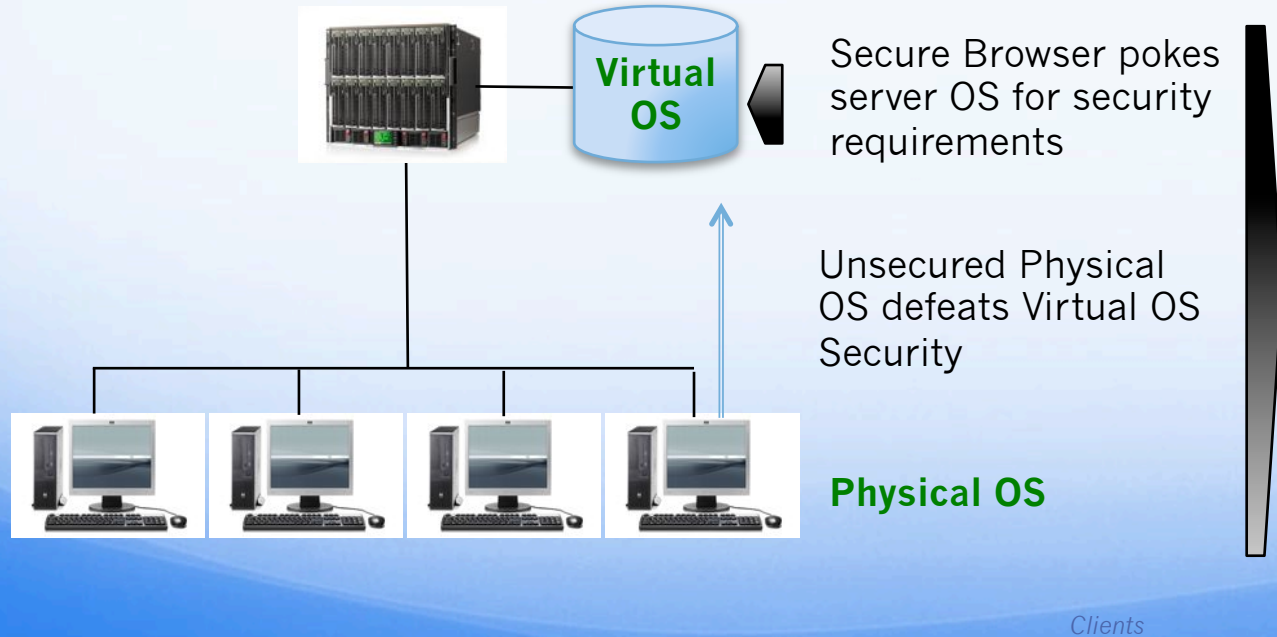 Virtual
OS
Secure Browser pokes
server OS for security
requirements
Unsecured Physical
OS defeats Virtual OS
Security
Physical OS
Clients